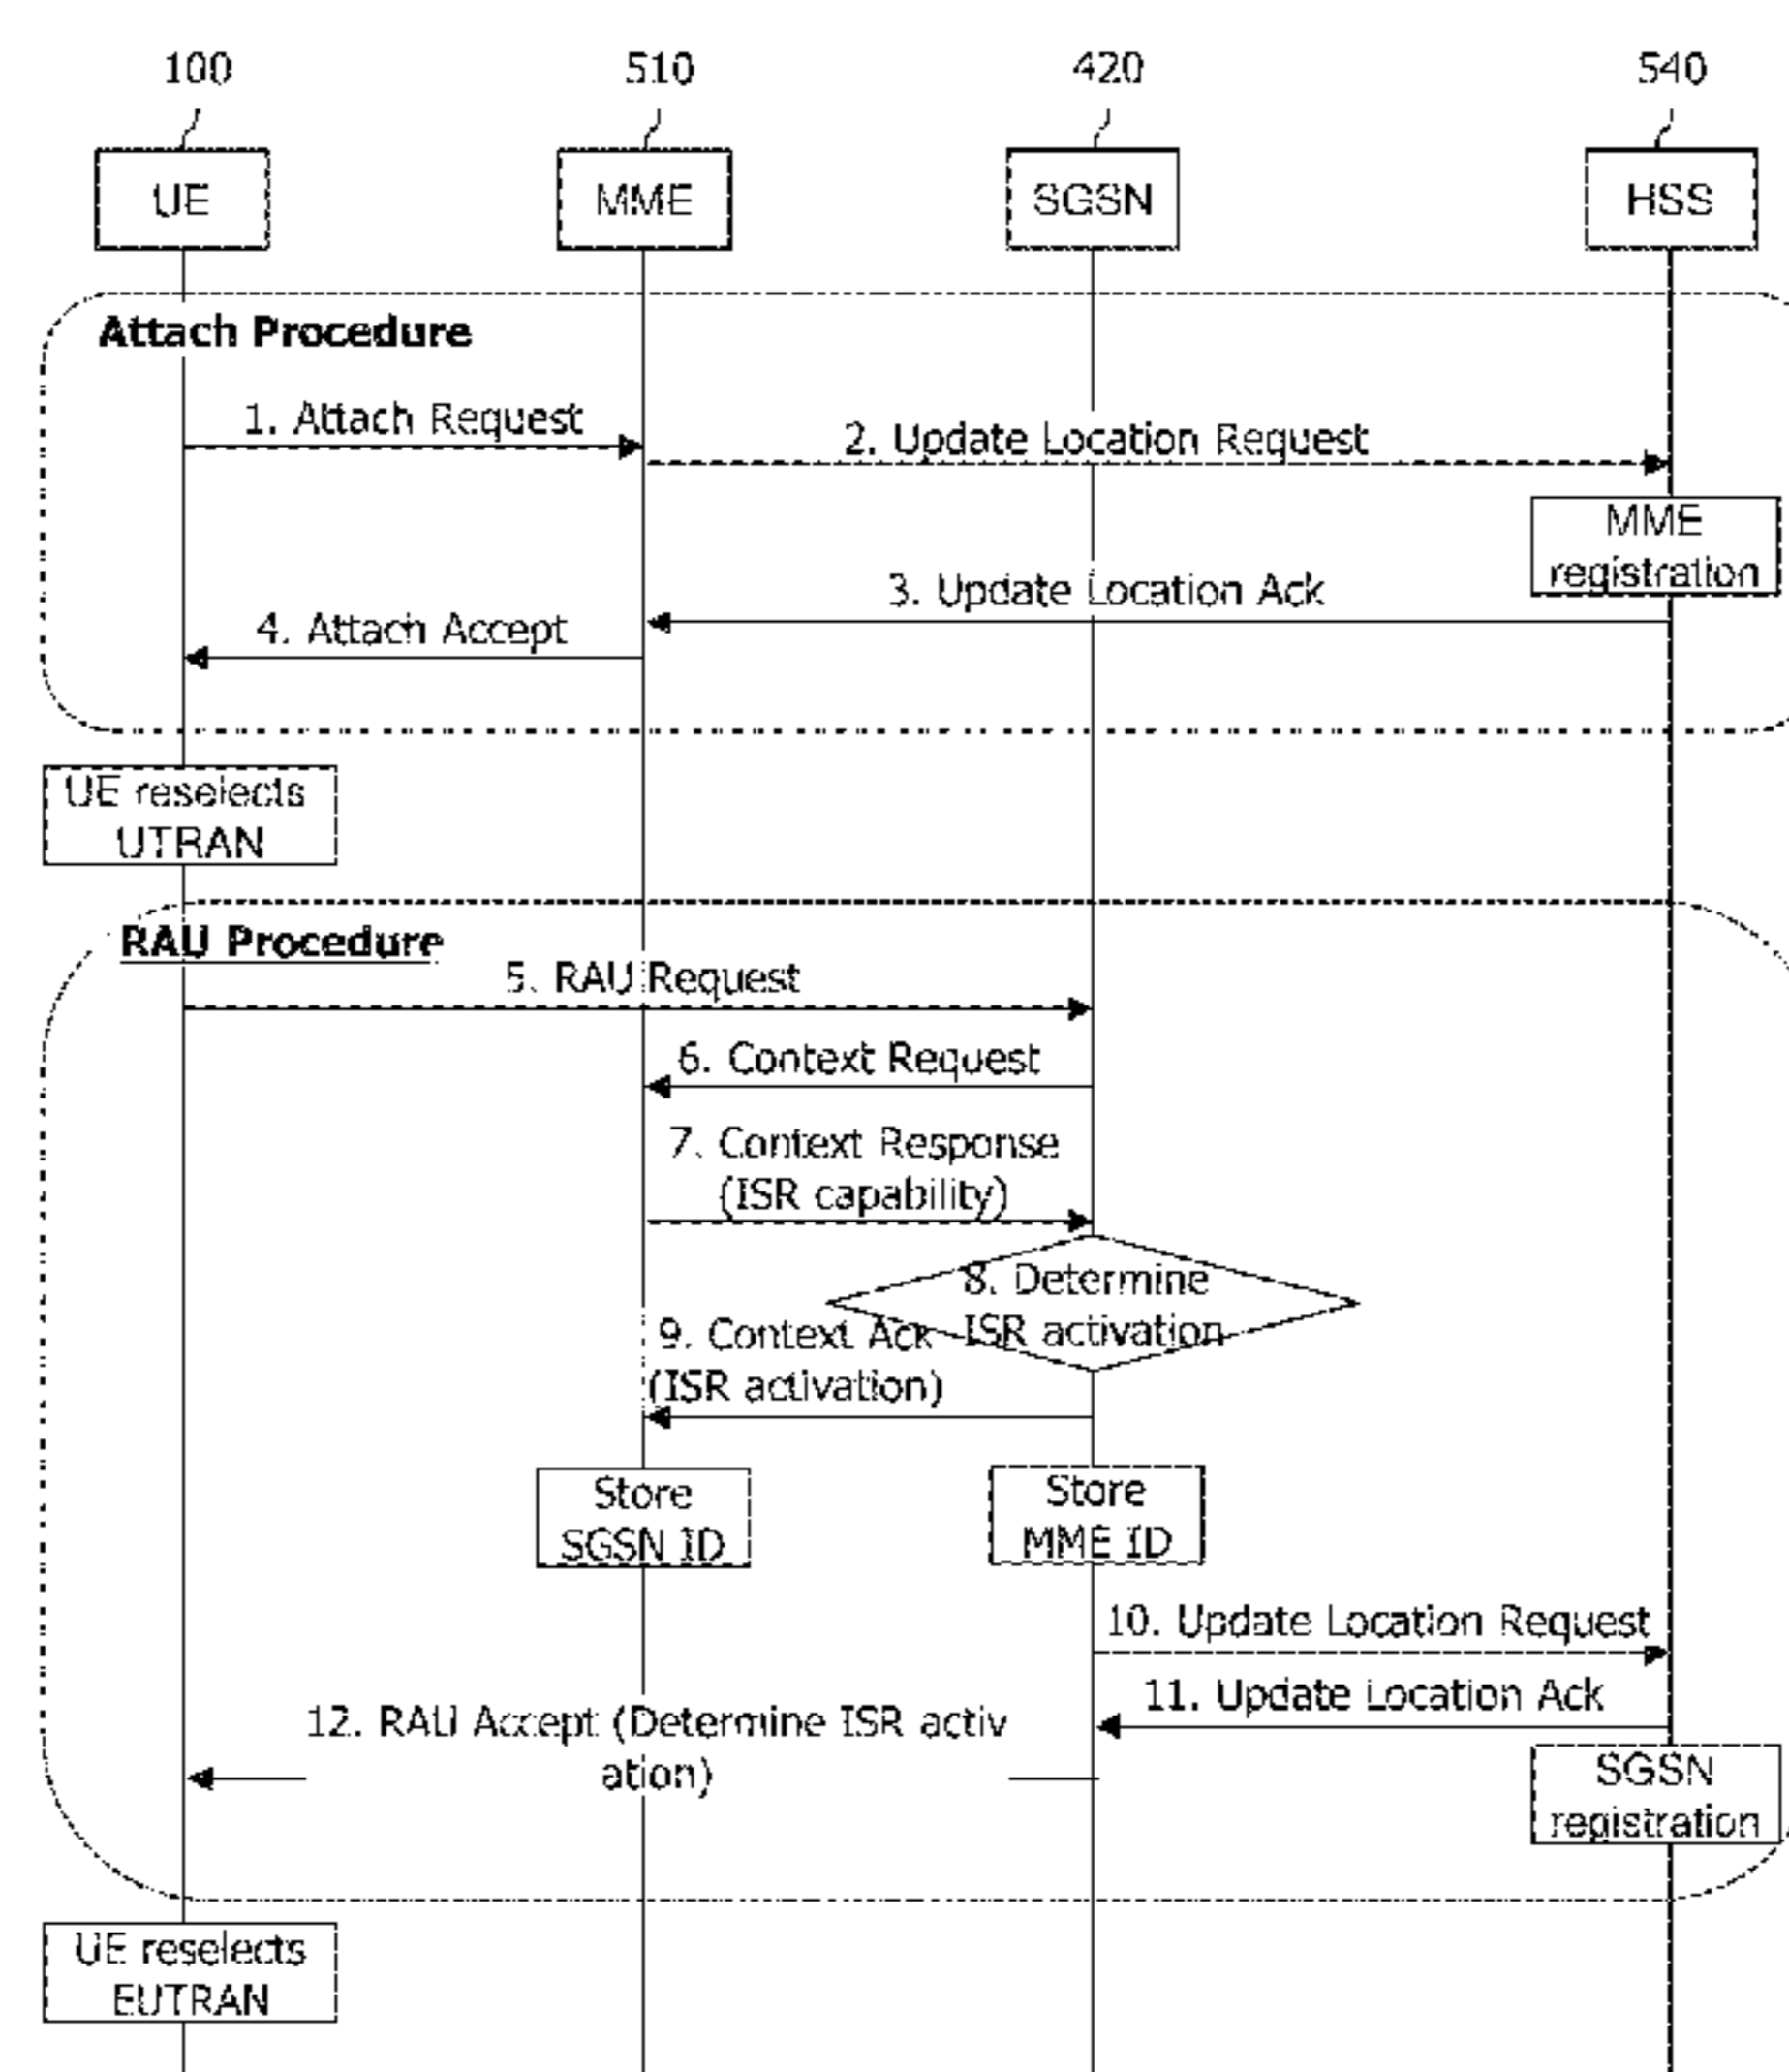 100
510
420
540
UE
MME
SGSN
HSS
Attach Procedure
1. Attach Request
2. Update Location Request
MME
registration
3. Update Location Ack
4. Attach Accept
UE reselects
UTRAN
RAU Procedure
5. RAU Request
6. Context Request
7. Context Response
(ISR capability)
8. Determine
ISR activation
9. Context Ack
(ISR activation)
Store
SGSN ID
Store
MME ID
10. Update Location Request
11. Update Location Ack
12. RAU Accept (Determine ISR activ
ation)
SGSN
registration
UE reselects
EUTRAN